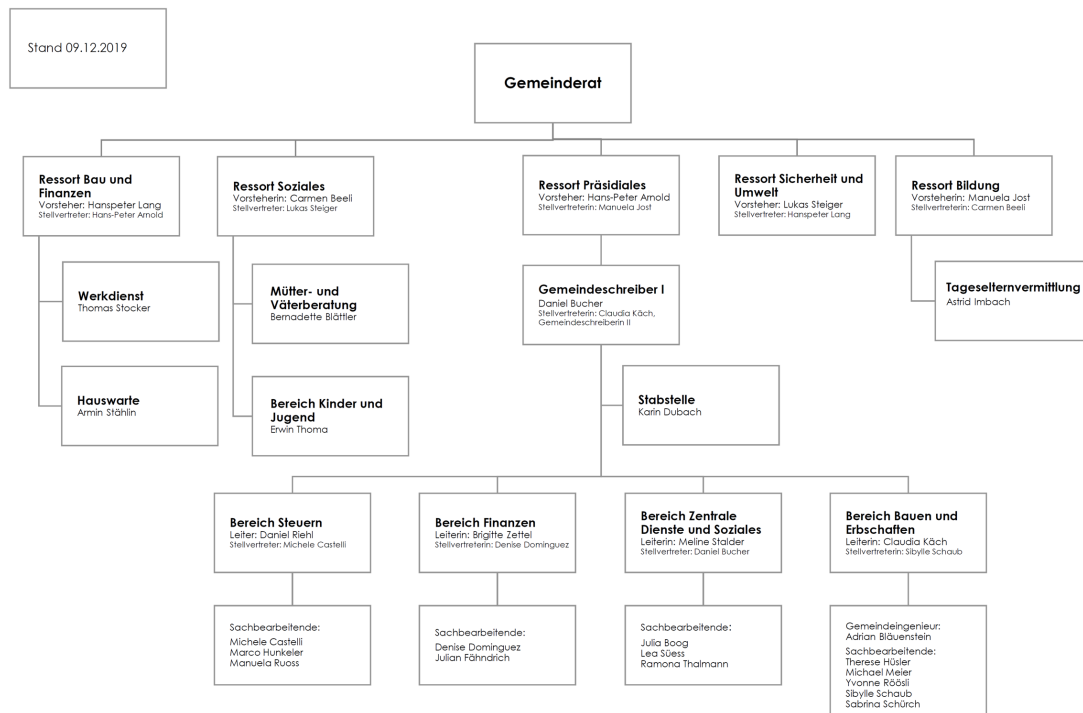 Stand 09.12.2019
Gemeinderat
Ressort Bau und
Finanzen
Vorsteher: Hanspeter Lang
Stellvertreter: Hans-Peter Arnold
Ressort Soziales
Vorsteherin: Carmen Beeli
Stellvertreter: Lukas Steiger
Ressort Präsidiales
Vorsteher: Hans-Peter Arnold
Stellvertreterin: Manuela Jost
Ressort Sicherheit und
Umwelt
Vorsteher: Lukas Steiger
Stellvertreter: Hanspeter Lang
Ressort Bildung
Vorsteherin: Manuela Jost
Stellvertreterin: Carmen Beeli
Werkdienst
Thomas Stocker
Mütter- und
Väterberatung
Bernadette Blättler
Gemeindeschreiber I
Daniel Bucher
Stellvertreterin: Claudia Käch,
Gemeindeschreiberin II
Tageselternvermittlung
Astrid Imbach
Hauswarte
Armin Stählin
Bereich Kinder und
Jugend
Erwin Thoma
Stabstelle
Karin Dubach
Bereich Steuern
Leiter: Daniel Riehl
Stellvertreter: Michele Castelli
Bereich Finanzen
Leiterin: Brigitte Zettel
Stellvertreterin: Denise Dominguez
Bereich Zentrale
Dienste und Soziales
Leiterin: Meline Stalder
Stellvertreter: Daniel Bucher
Bereich Bauen und
Erbschaften
Leiterin: Claudia Käch
Stellvertreterin: Sibylle Schaub
Sachbearbeitende:
Michele Castelli
Marco Hunkeler
Manuela Ruoss
Sachbearbeitende:
Denise Dominguez
Julian Fähndrich
Sachbearbeitende:
Julia Boog
Lea Süess
Ramona Thalmann
Gemeindeingenieur:
Adrian Bläuenstein
Sachbearbeitende:
Therese Hüsler
Michael Meier
Yvonne Röösli
Sibylle Schaub
Sabrina Schürch